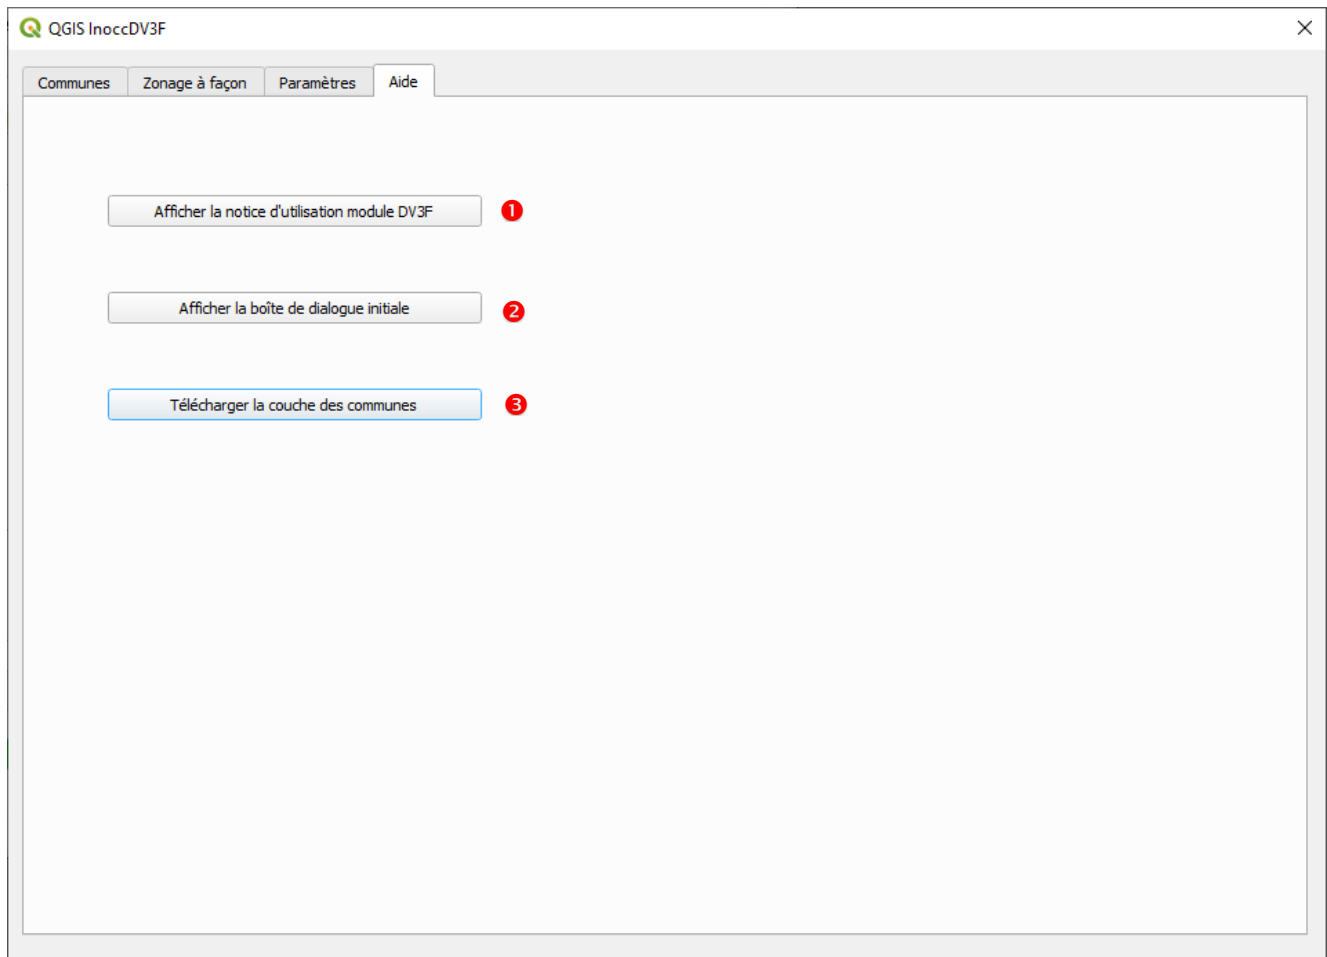 QGIS InoccDV3F
Communes Zonage à façon Paramètres Aide
Afficher la notice d'utilisation module DV3F 1
Afficher la boîte de dialogue initiale 2
Télécharger la couche des communes 3